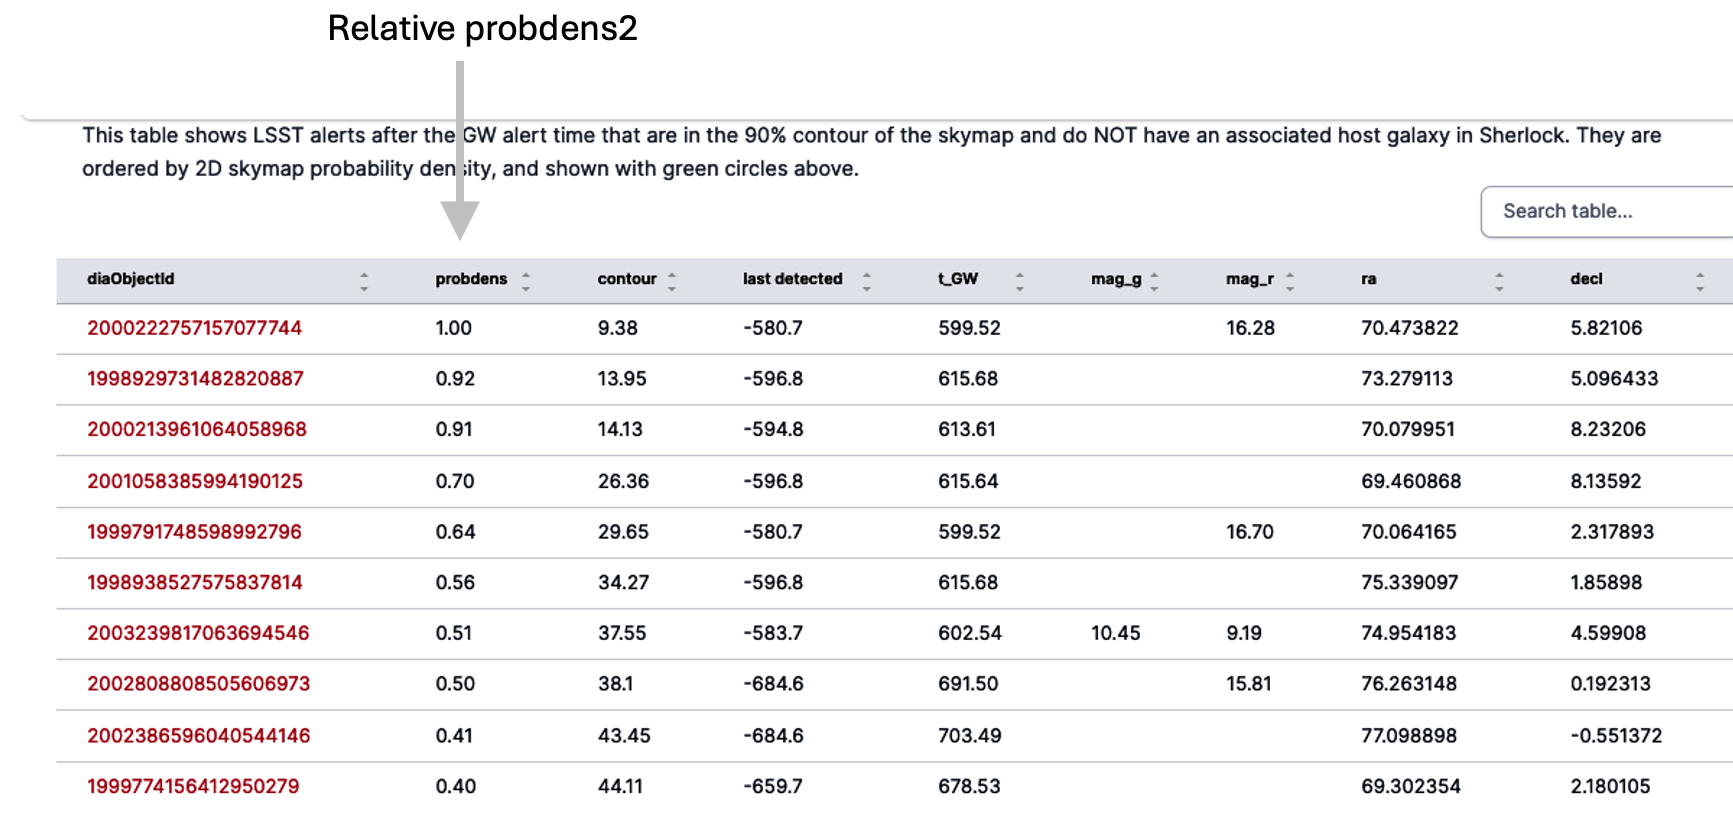 Relative probdens2
This table shows LSST alerts after the GW alert time that are in the 90% contour of the skymap and do NOT have an associated host galaxy in Sherlock. They are
ordered by 2D skymap probability density, and shown with green circles above.
Search table...
diaObjectId probdens contour last detected t_GW mag_g mag_r ra decl
2000222757157077744 1.00 9.38 -580.7 599.52 16.28 70.473822 5.82106
1998929731482820887 0.92 13.95 -596.8 615.68 73.279113 5.096433
2000213961064058968 0.91 14.13 -594.8 613.61 70.079951 8.23206
2001058385994190125 0.70 26.36 -596.8 615.64 69.460868 8.13592
1999791748598992796 0.64 29.65 -580.7 599.52 16.70 70.064165 2.317893
1998938527575837814 0.56 34.27 -596.8 615.68 75.339097 1.85898
2003239817063694546 0.51 37.55 -583.7 602.54 10.45 9.19 74.954183 4.59908
2002808808505606973 0.50 38.1 -684.6 691.50 15.81 76.263148 0.192313
2002386596040544146 0.41 43.45 -684.6 703.49 77.098898 -0.551372
1999774156412950279 0.40 44.11 -659.7 678.53 69.302354 2.180105